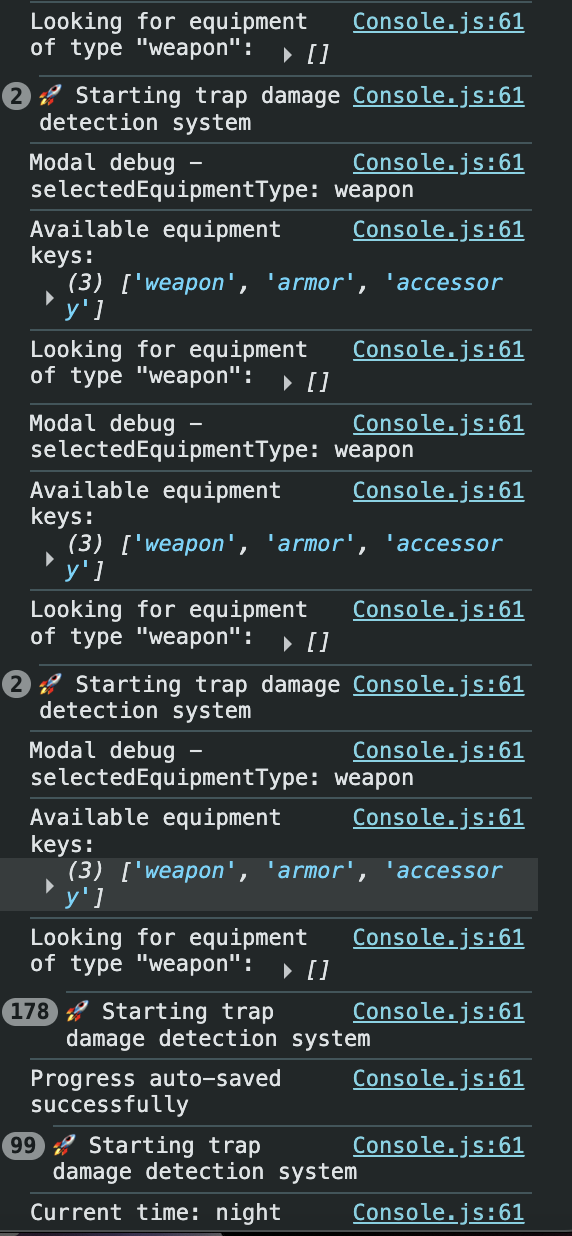 Looking for equipment Console.js:61
of type "weapon": ▶ []
2 🚀 Starting trap damage Console.js:61
detection system
Modal debug – Console.js:61
selectedEquipmentType: weapon
Available equipment Console.js:61
keys:
(3) ['weapon', 'armor', 'accessor
▶ y']
Looking for equipment Console.js:61
of type "weapon": ▶ []
Modal debug – Console.js:61
selectedEquipmentType: weapon
Available equipment Console.js:61
keys:
(3) ['weapon', 'armor', 'accessor
▶ y']
Looking for equipment Console.js:61
of type "weapon": ▶ []
2 🚀 Starting trap damage Console.js:61
detection system
Modal debug – Console.js:61
selectedEquipmentType: weapon
Available equipment Console.js:61
keys:
(3) ['weapon', 'armor', 'accessor
▶ y']
Looking for equipment Console.js:61
of type "weapon": ▶ []
178 🚀 Starting trap Console.js:61
damage detection system
Progress auto–saved Console.js:61
successfully
99 🚀 Starting trap Console.js:61
damage detection system
Current time: night Console.js:61